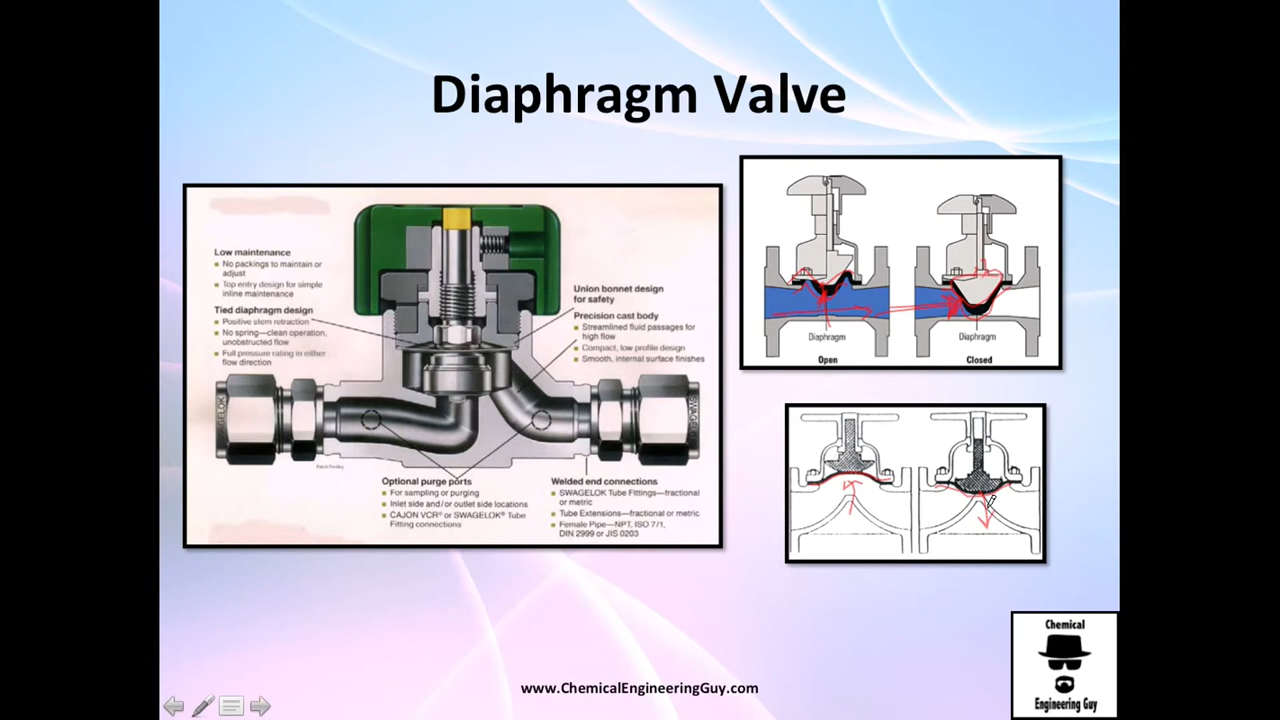 Diaphragm Valve
Low maintenance
No packings to maintain or
adjust
Top entry design for simple
inline maintenance
Tied diaphragm design
Positive stem retraction
No spring—clean operation,
unobstructed flow
Full pressure rating in either
flow direction
Union bonnet design
for safety
Precision cast body
Streamlined fluid passages for
high flow
Compact, low profile design
Smooth, internal surface finishes
SWAGELOK
Optional purge ports
For sampling or purging
Inlet side and/or outlet side locations
CAJON VCR® or SWAGELOK® Tube
Fitting connections
Welded end connections
SWAGELOK Tube Fittings—fractional
or metric
Tube Extensions—fractional or metric
Female Pipe—NPT, ISO 7/1,
DIN 2999 or JIS 0203
Diaphragm
Open
Diaphragm
Closed
Chemical
Engineering Guy
www.ChemicalEngineeringGuy.com